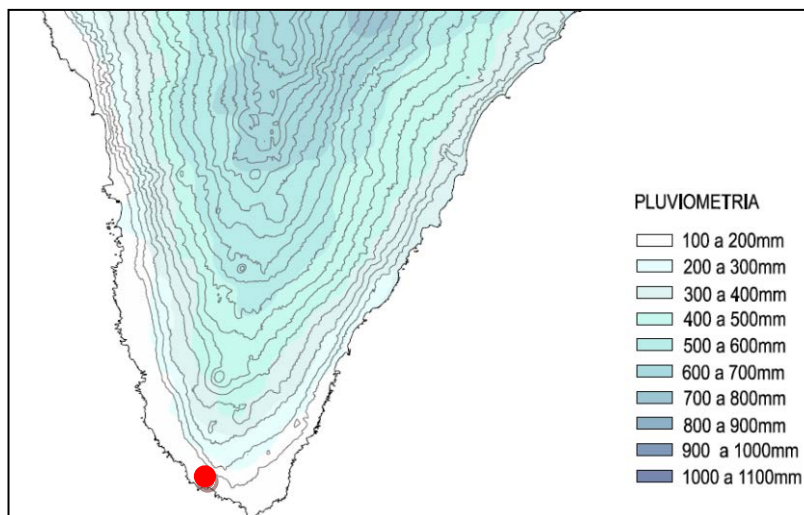 PLUVIOMETRIA
100 a 200mm
200 a 300mm
300 a 400mm
400 a 500mm
500 a 600mm
600 a 700mm
700 a 800mm
800 a 900mm
900 a 1000mm
1000 a 1100mm